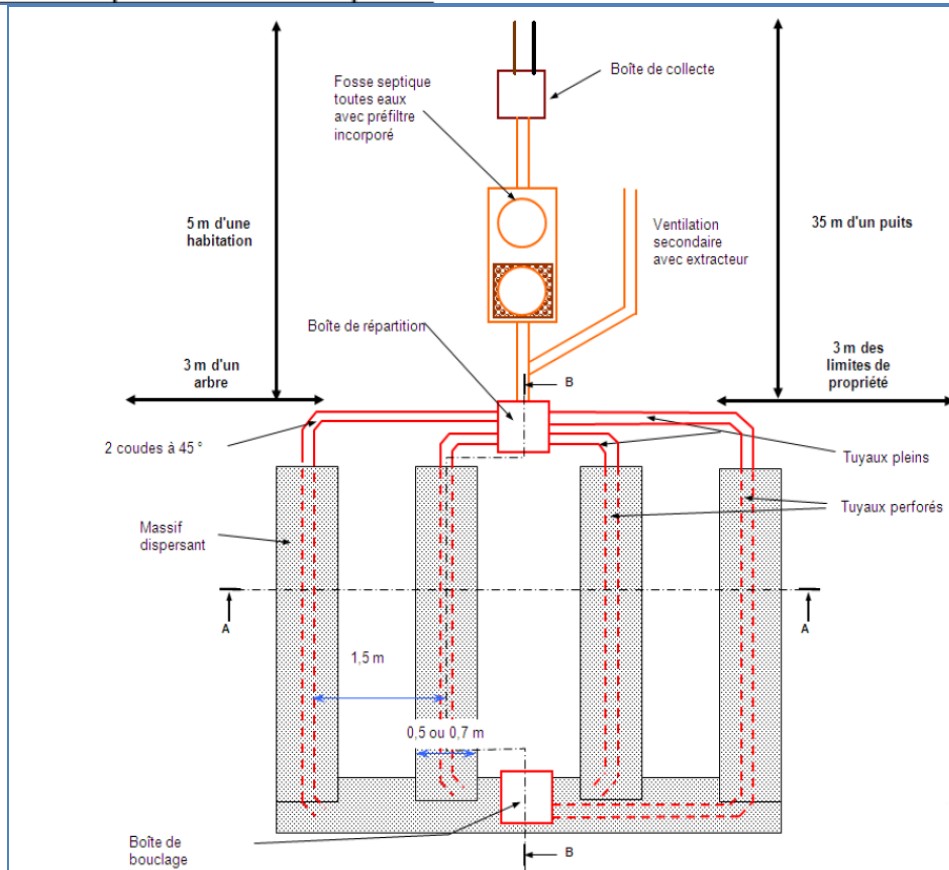 Boîte de collecte
Fosse septique
toutes eaux
avec préfiltre
incorporé
5 m d'une
habitation
35 m d'un puits
Ventilation
secondaire
avec extracteur
Boîte de répartition
3 m d'un
arbre
3 m des
limites de
propriété
B
2 coudes à 45 °
Tuyaux pleins
Tuyaux perforés
Massif
dispersant
A
A
1,5 m
0,5 ou 0,7 m
Boîte de
bouclage
B